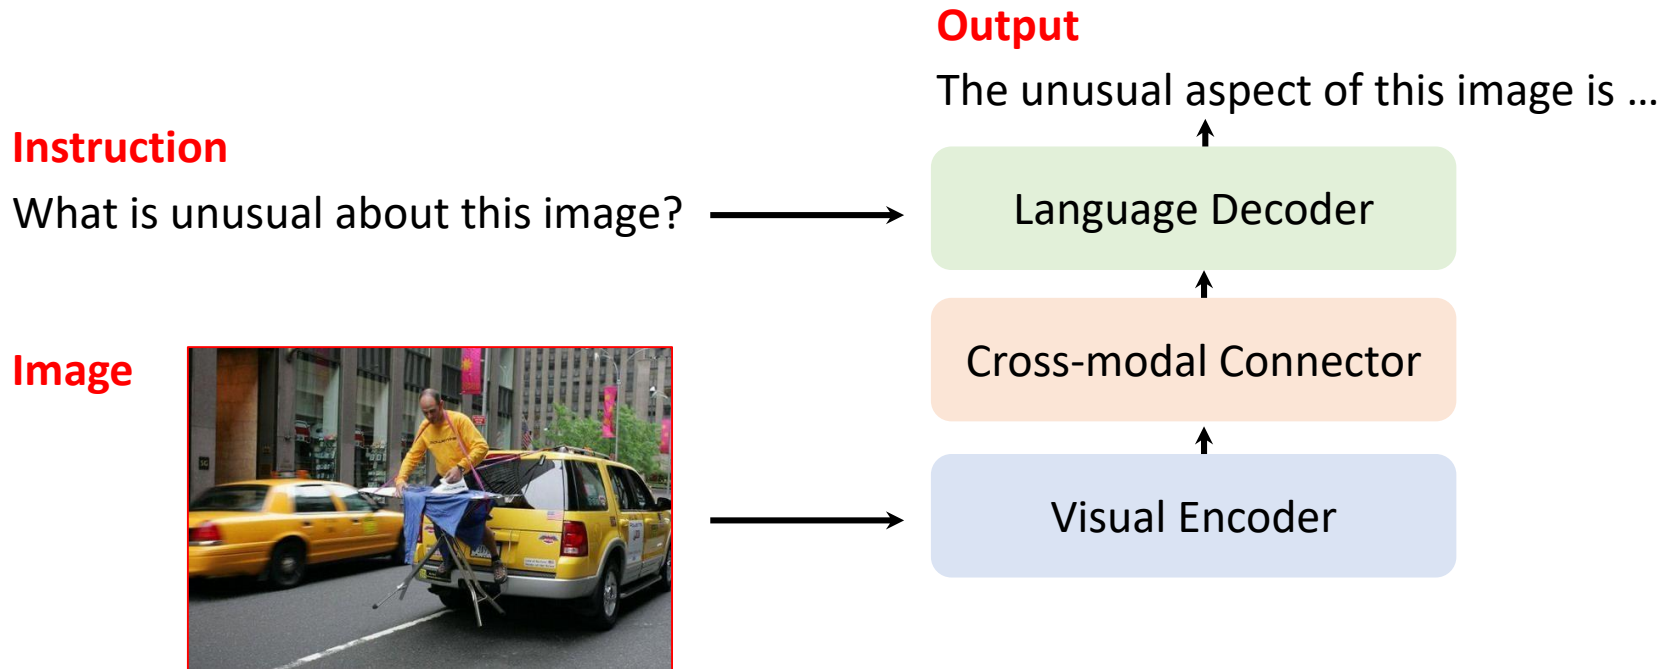 Output
The unusual aspect of this image is ...
Instruction
What is unusual about this image?
Language Decoder
Image
Cross-modal Connector
Visual Encoder